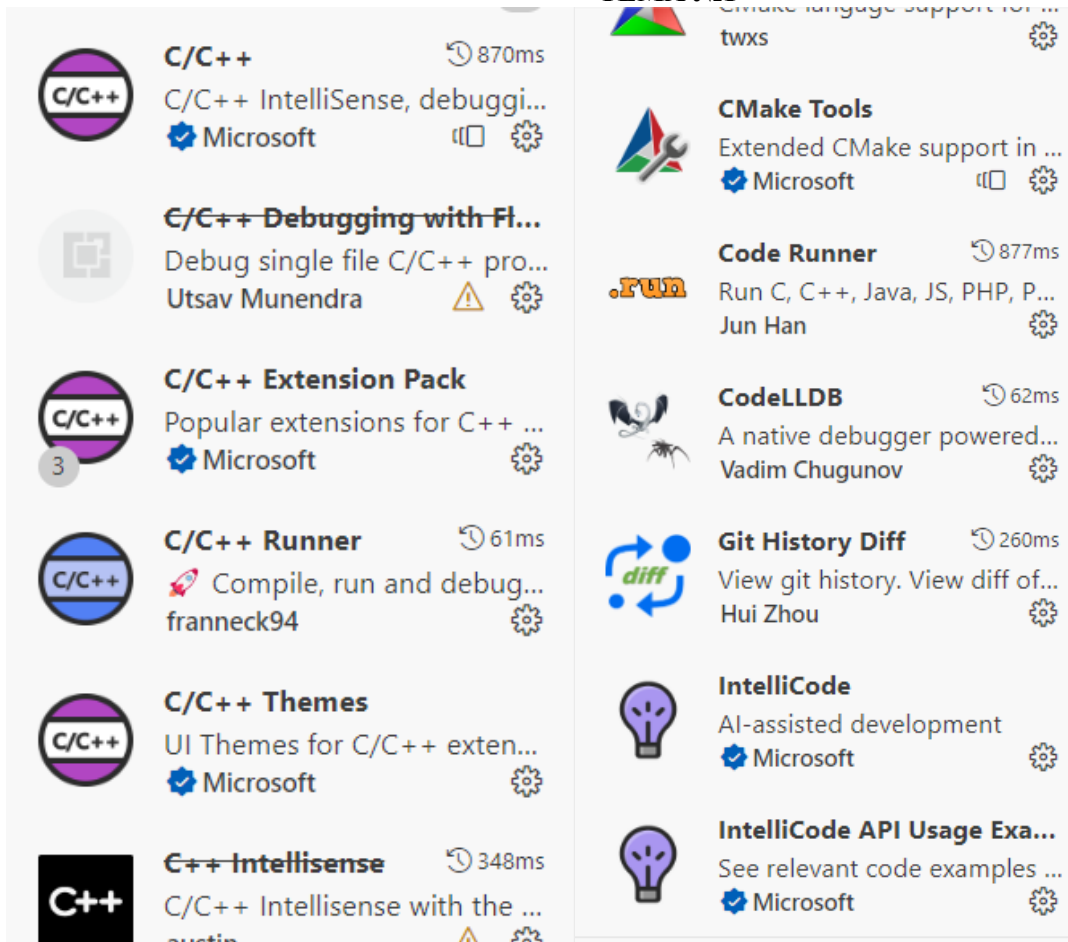 C/C++ 870ms
C/C++ IntelliSense, debuggi...
Microsoft
C/C++ Debugging with Fl...
Debug single file C/C++ pro...
Utsav Munendra
C/C++ Extension Pack
Popular extensions for C++ ...
Microsoft
3
C/C++ Runner 61ms
🚀 Compile, run and debug...
franneck94
C/C++ Themes
UI Themes for C/C++ exten...
Microsoft
C++ Intellisense 348ms
C/C++ Intellisense with the ...
austin
C/C++
C/C++
C/C++
C/C++
C++
twxs
CMake Tools
Extended CMake support in ...
Microsoft
Code Runner 877ms
Run C, C++, Java, JS, PHP, P...
Jun Han
.run
CodeLLDB 62ms
A native debugger powered...
Vadim Chugunov
Git History Diff 260ms
View git history. View diff of...
Hui Zhou
diff
IntelliCode
AI-assisted development
Microsoft
IntelliCode API Usage Exa...
See relevant code examples ...
Microsoft